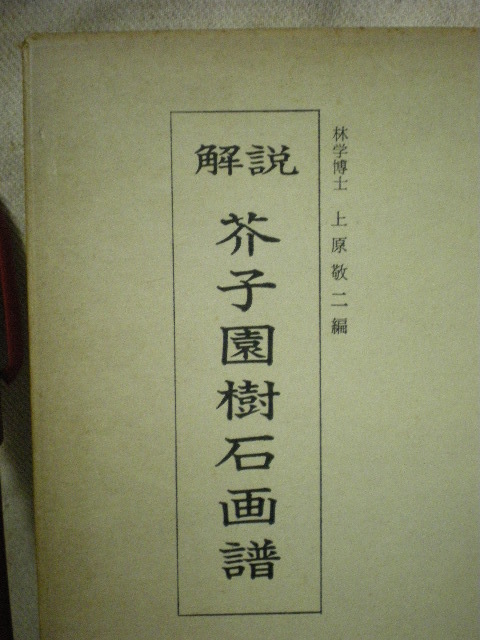 林学博士 上原敬二編
解説
芥子園樹石画譜